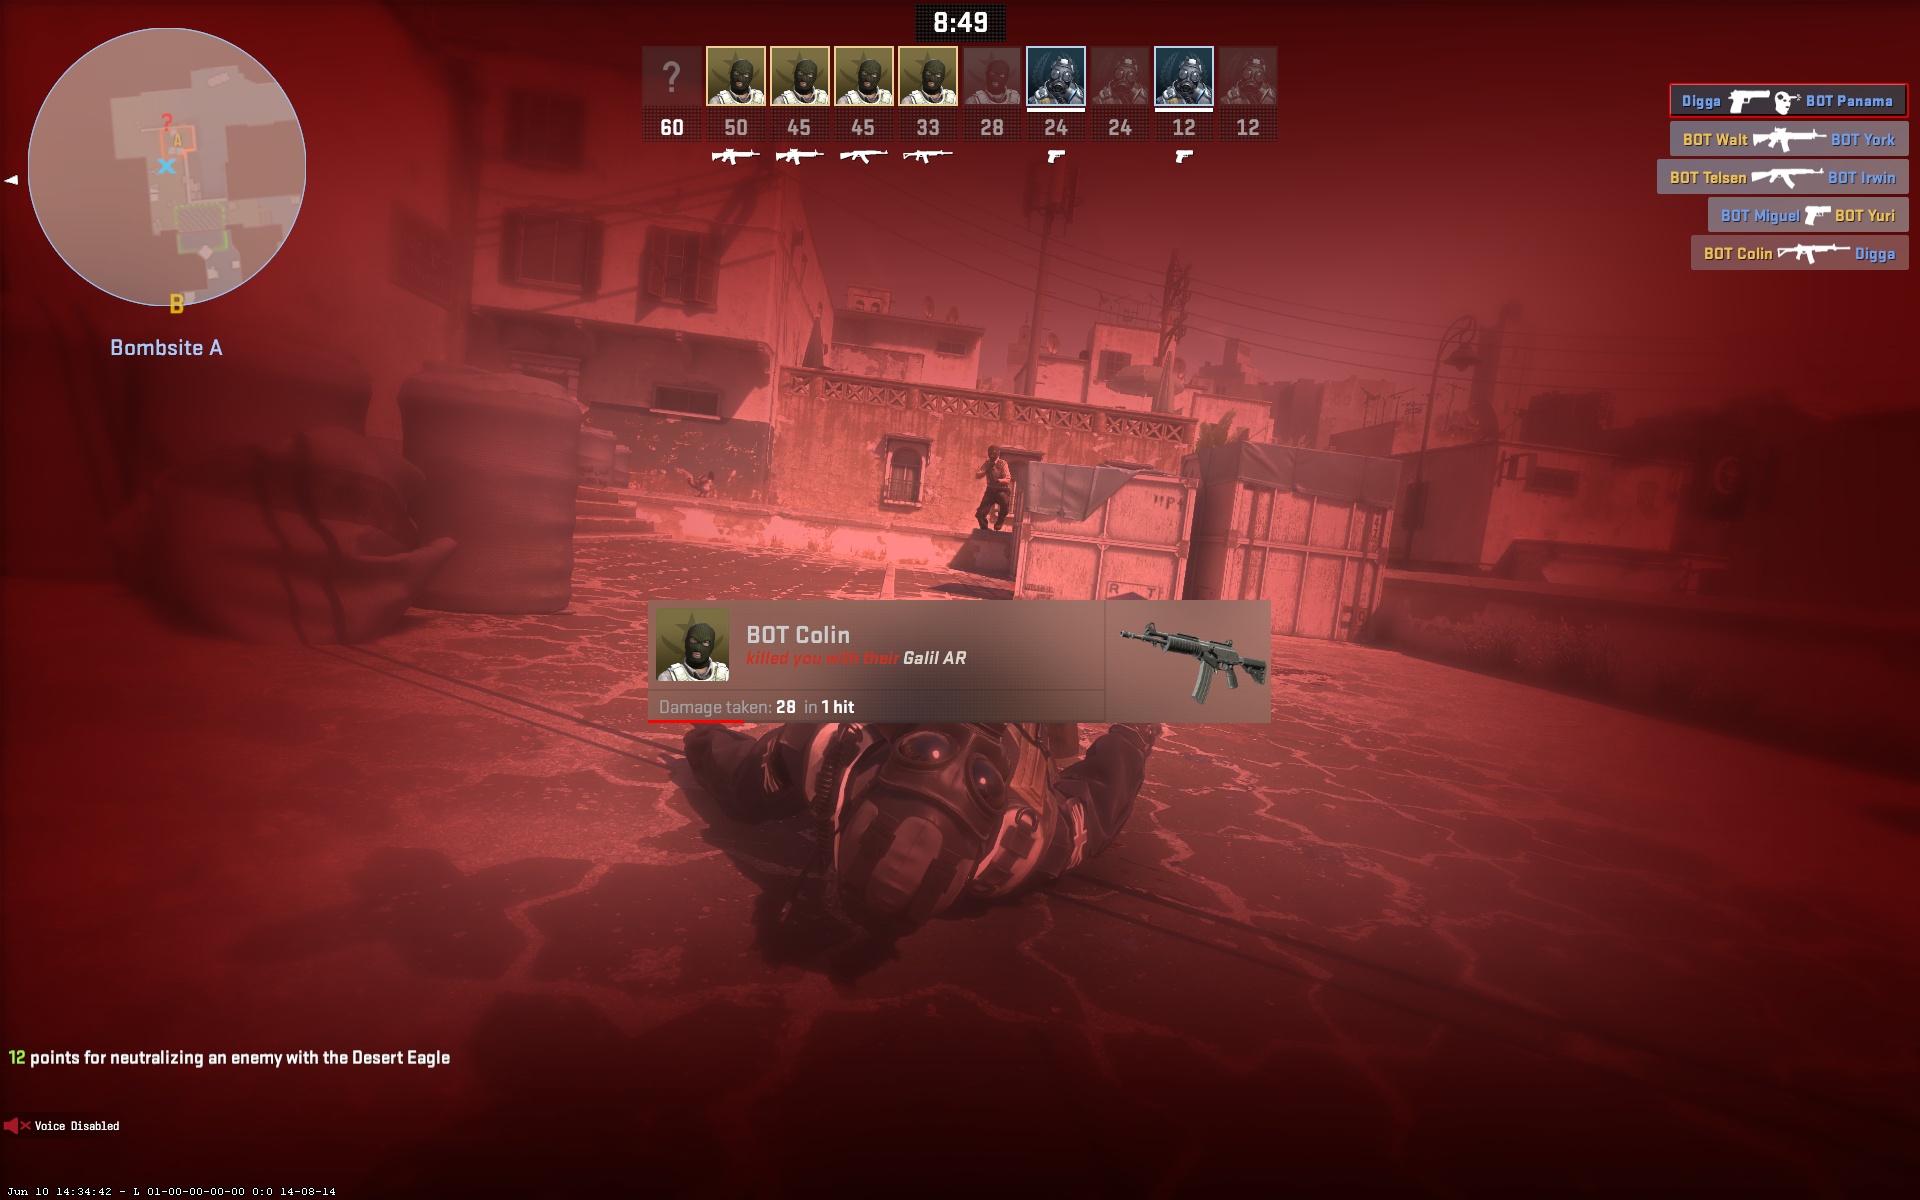 8:49
?
60 50 45 45 33 28 24 24 12 12
?
A
B
Bombsite A
Digga BOT Panama
BOT Walt BOT York
BOT Telsen BOT Irwin
BOT Miguel BOT Yuri
BOT Colin Digga
BOT Colin
killed you with their Galil AR
Damage taken: 28 in 1 hit
12 points for neutralizing an enemy with the Desert Eagle
Voice Disabled
Jun 10 14:34:42 - L 01-00-00-00-00 0:0 14-08-14